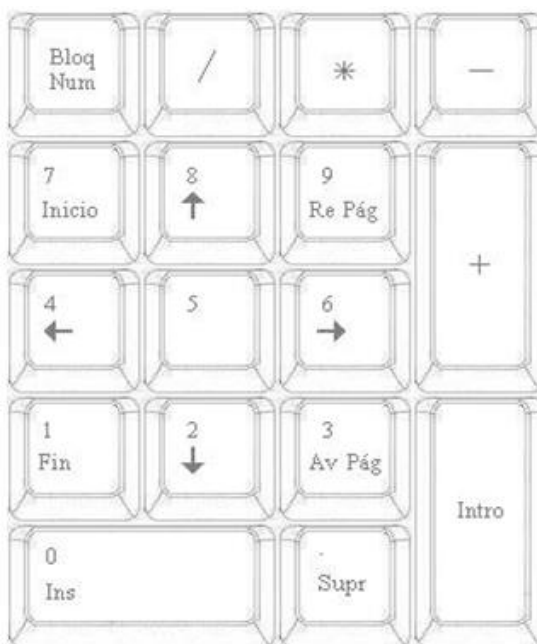 Bloq
Num
/
*
—
7
Inicio
8
↑
9
Re Pág
+
4
←
5
6
→
1
Fin
2
↓
3
Av Pág
Intro
0
Ins
.
Supr